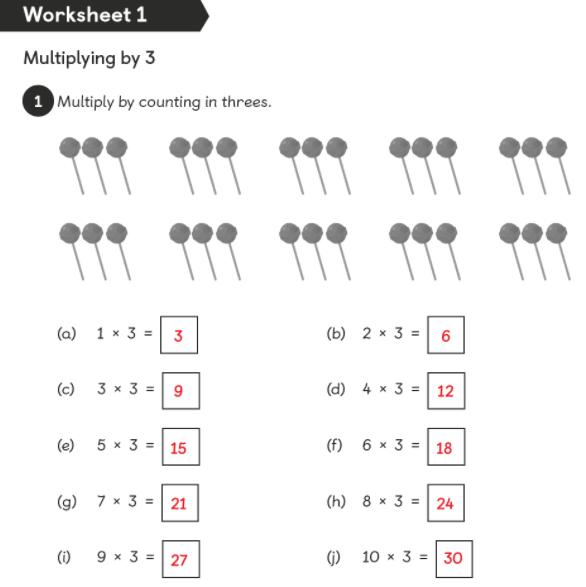 Worksheet 1
Multiplying by 3
1 Multiply by counting in threes.
(a) 1 × 3 = 3 (b) 2 × 3 = 6
(c) 3 × 3 = 9 (d) 4 × 3 = 12
(e) 5 × 3 = 15 (f) 6 × 3 = 18
(g) 7 × 3 = 21 (h) 8 × 3 = 24
(i) 9 × 3 = 27 (j) 10 × 3 = 30